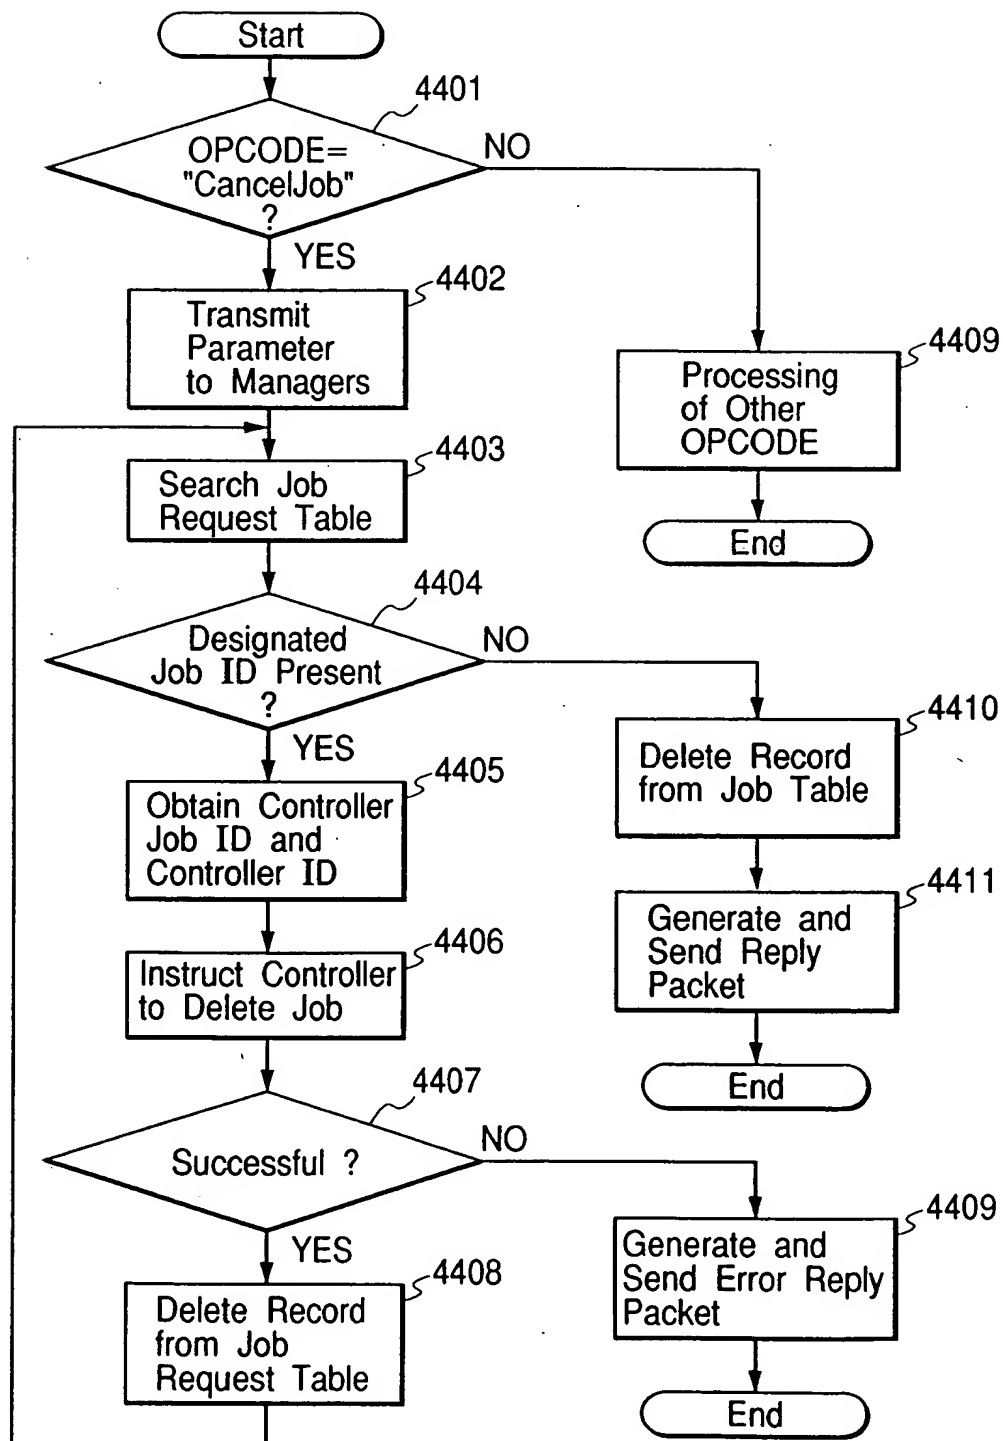 Start
4401
OPCODE=
"CancelJob"
?
NO
YES
4402
Transmit
Parameter
to Managers
4409
Processing
of Other
OPCODE
End
4403
Search Job
Request Table
4404
Designated
Job ID Present
?
NO
YES
4410
Delete Record
from Job Table
4405
Obtain Controller
Job ID and
Controller ID
4411
Generate and
Send Reply
Packet
End
4406
Instruct Controller
to Delete Job
4407
Successful ?
NO
YES
4409
Generate and
Send Error Reply
Packet
End
4408
Delete Record
from Job
Request Table